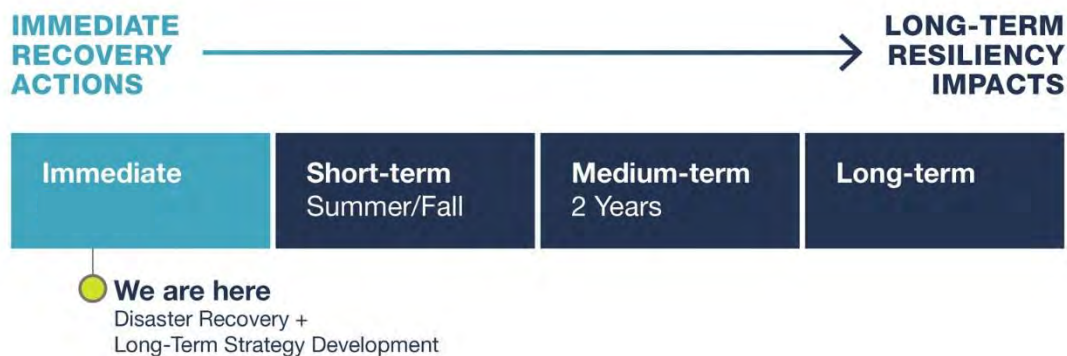 IMMEDIATE
RECOVERY
ACTIONS
LONG-TERM
RESILIENCY
IMPACTS
Immediate
Short-term
Summer/Fall
Medium-term
2 Years
Long-term
We are here
Disaster Recovery +
Long-Term Strategy Development